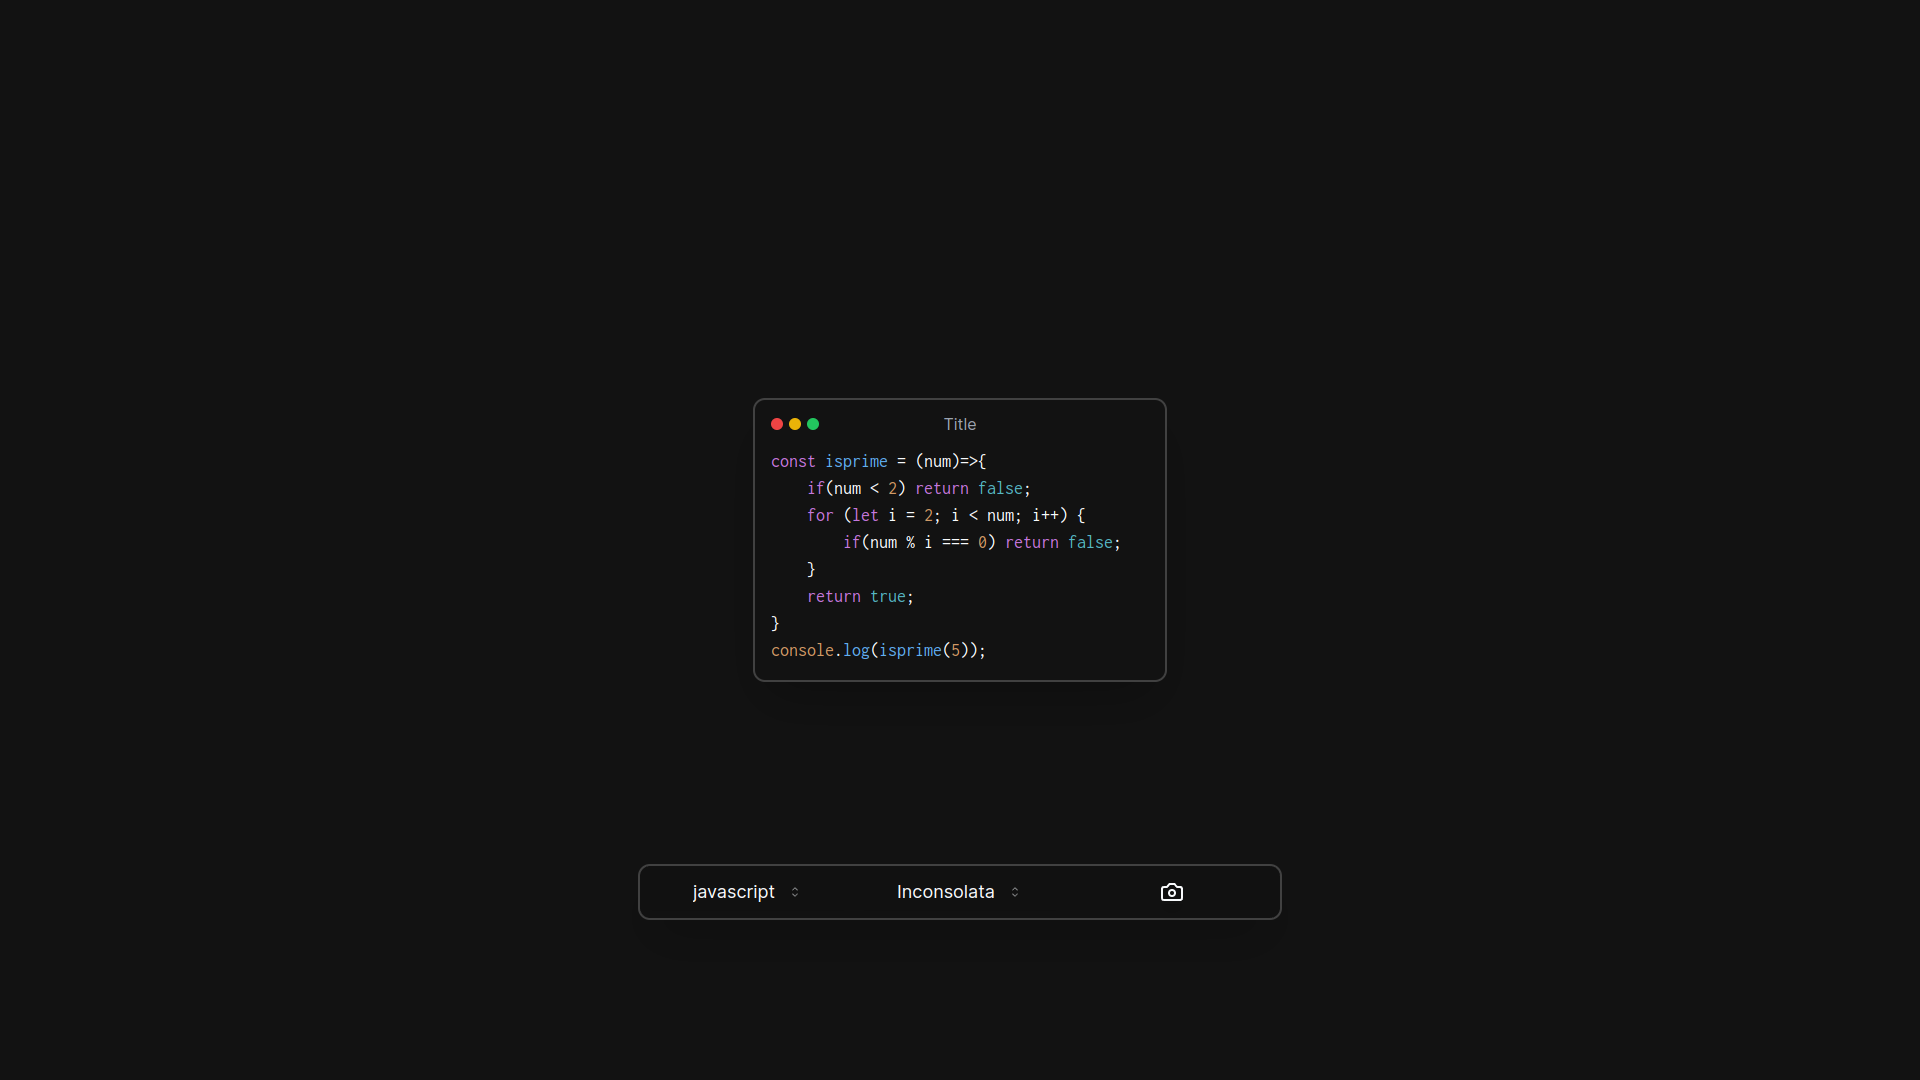 Title
const isprime = (num)=>{
    if(num < 2) return false;
    for (let i = 2; i < num; i++) {
        if(num % i === 0) return false;
    }
    return true;
}
console.log(isprime(5));
javascript
Inconsolata